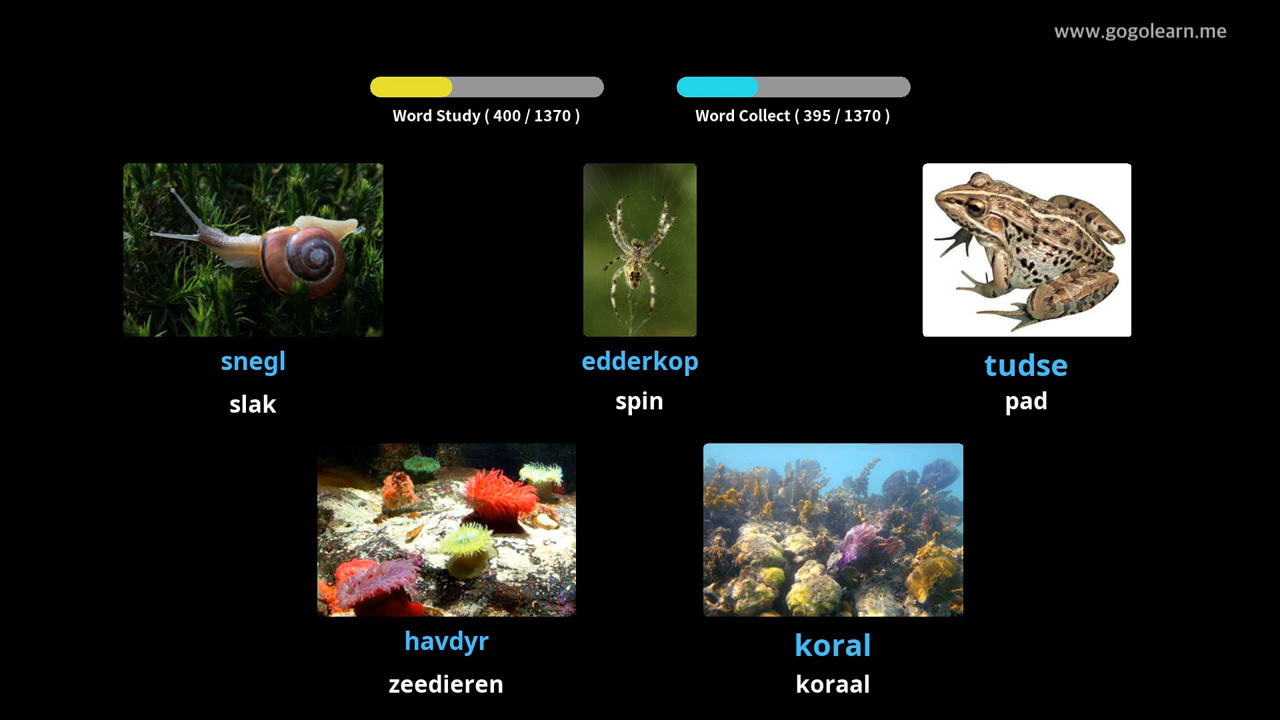 www.gogolearn.me
Word Study ( 400 / 1370 )
Word Collect ( 395 / 1370 )
snegl
slak
edderkop
spin
tudse
pad
havdyr
zeedieren
koral
koraal